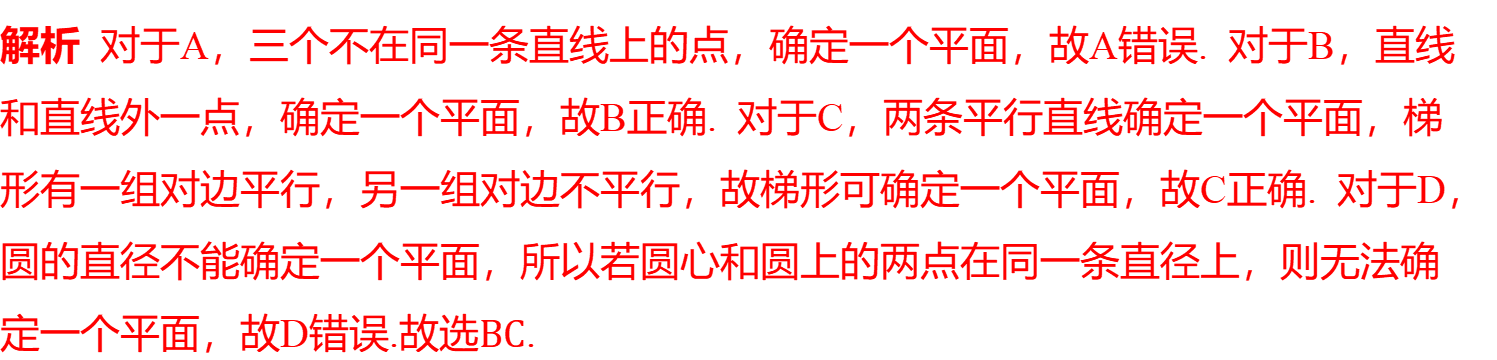 解析 对于A，三个不在同一条直线上的点，确定一个平面，故A错误. 对于B，直线
和直线外一点，确定一个平面，故B正确. 对于C，两条平行直线确定一个平面，梯
形有一组对边平行，另一组对边不平行，故梯形可确定一个平面，故C正确. 对于D，
圆的直径不能确定一个平面，所以若圆心和圆上的两点在同一条直径上，则无法确
定一个平面，故D错误.故选BC.